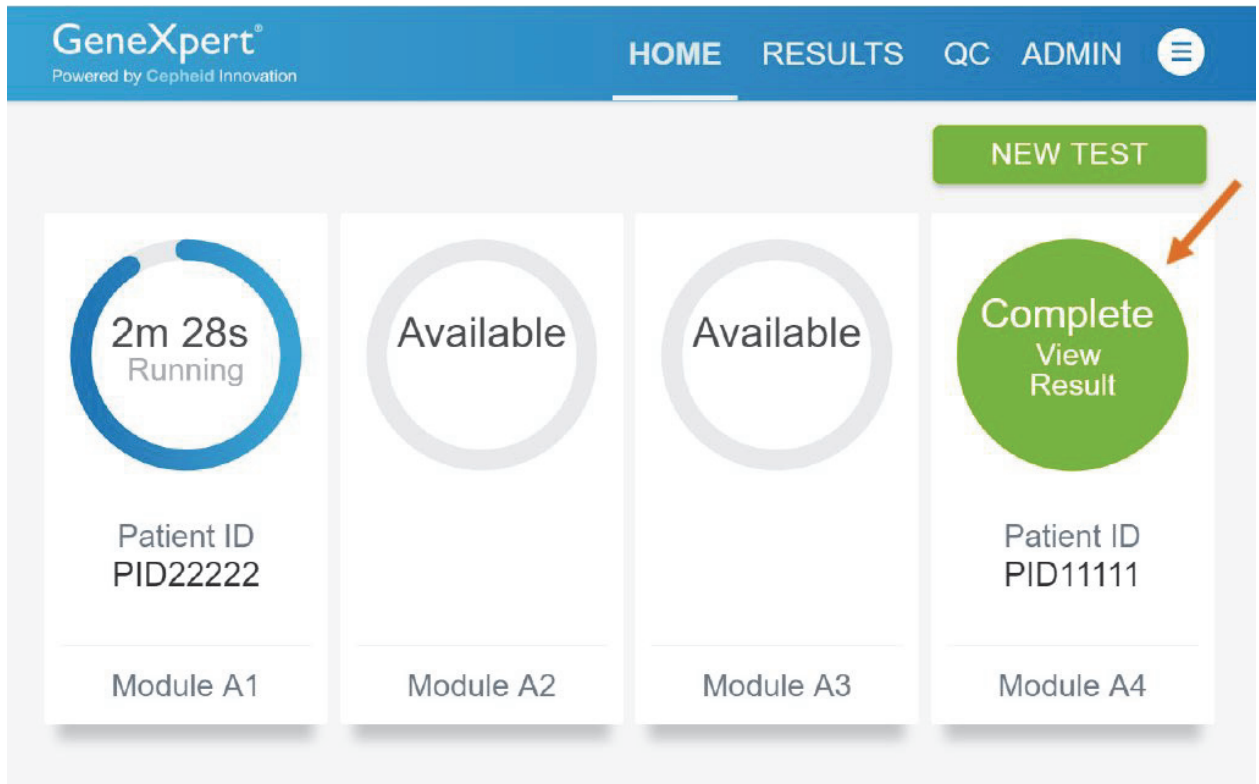 GeneXpert®
Powered by Cepheid Innovation
HOME RESULTS QC ADMIN
NEW TEST
2m 28s
Running
Patient ID
PID22222
Module A1
Available
Module A2
Available
Module A3
Complete
View
Result
Patient ID
PID11111
Module A4